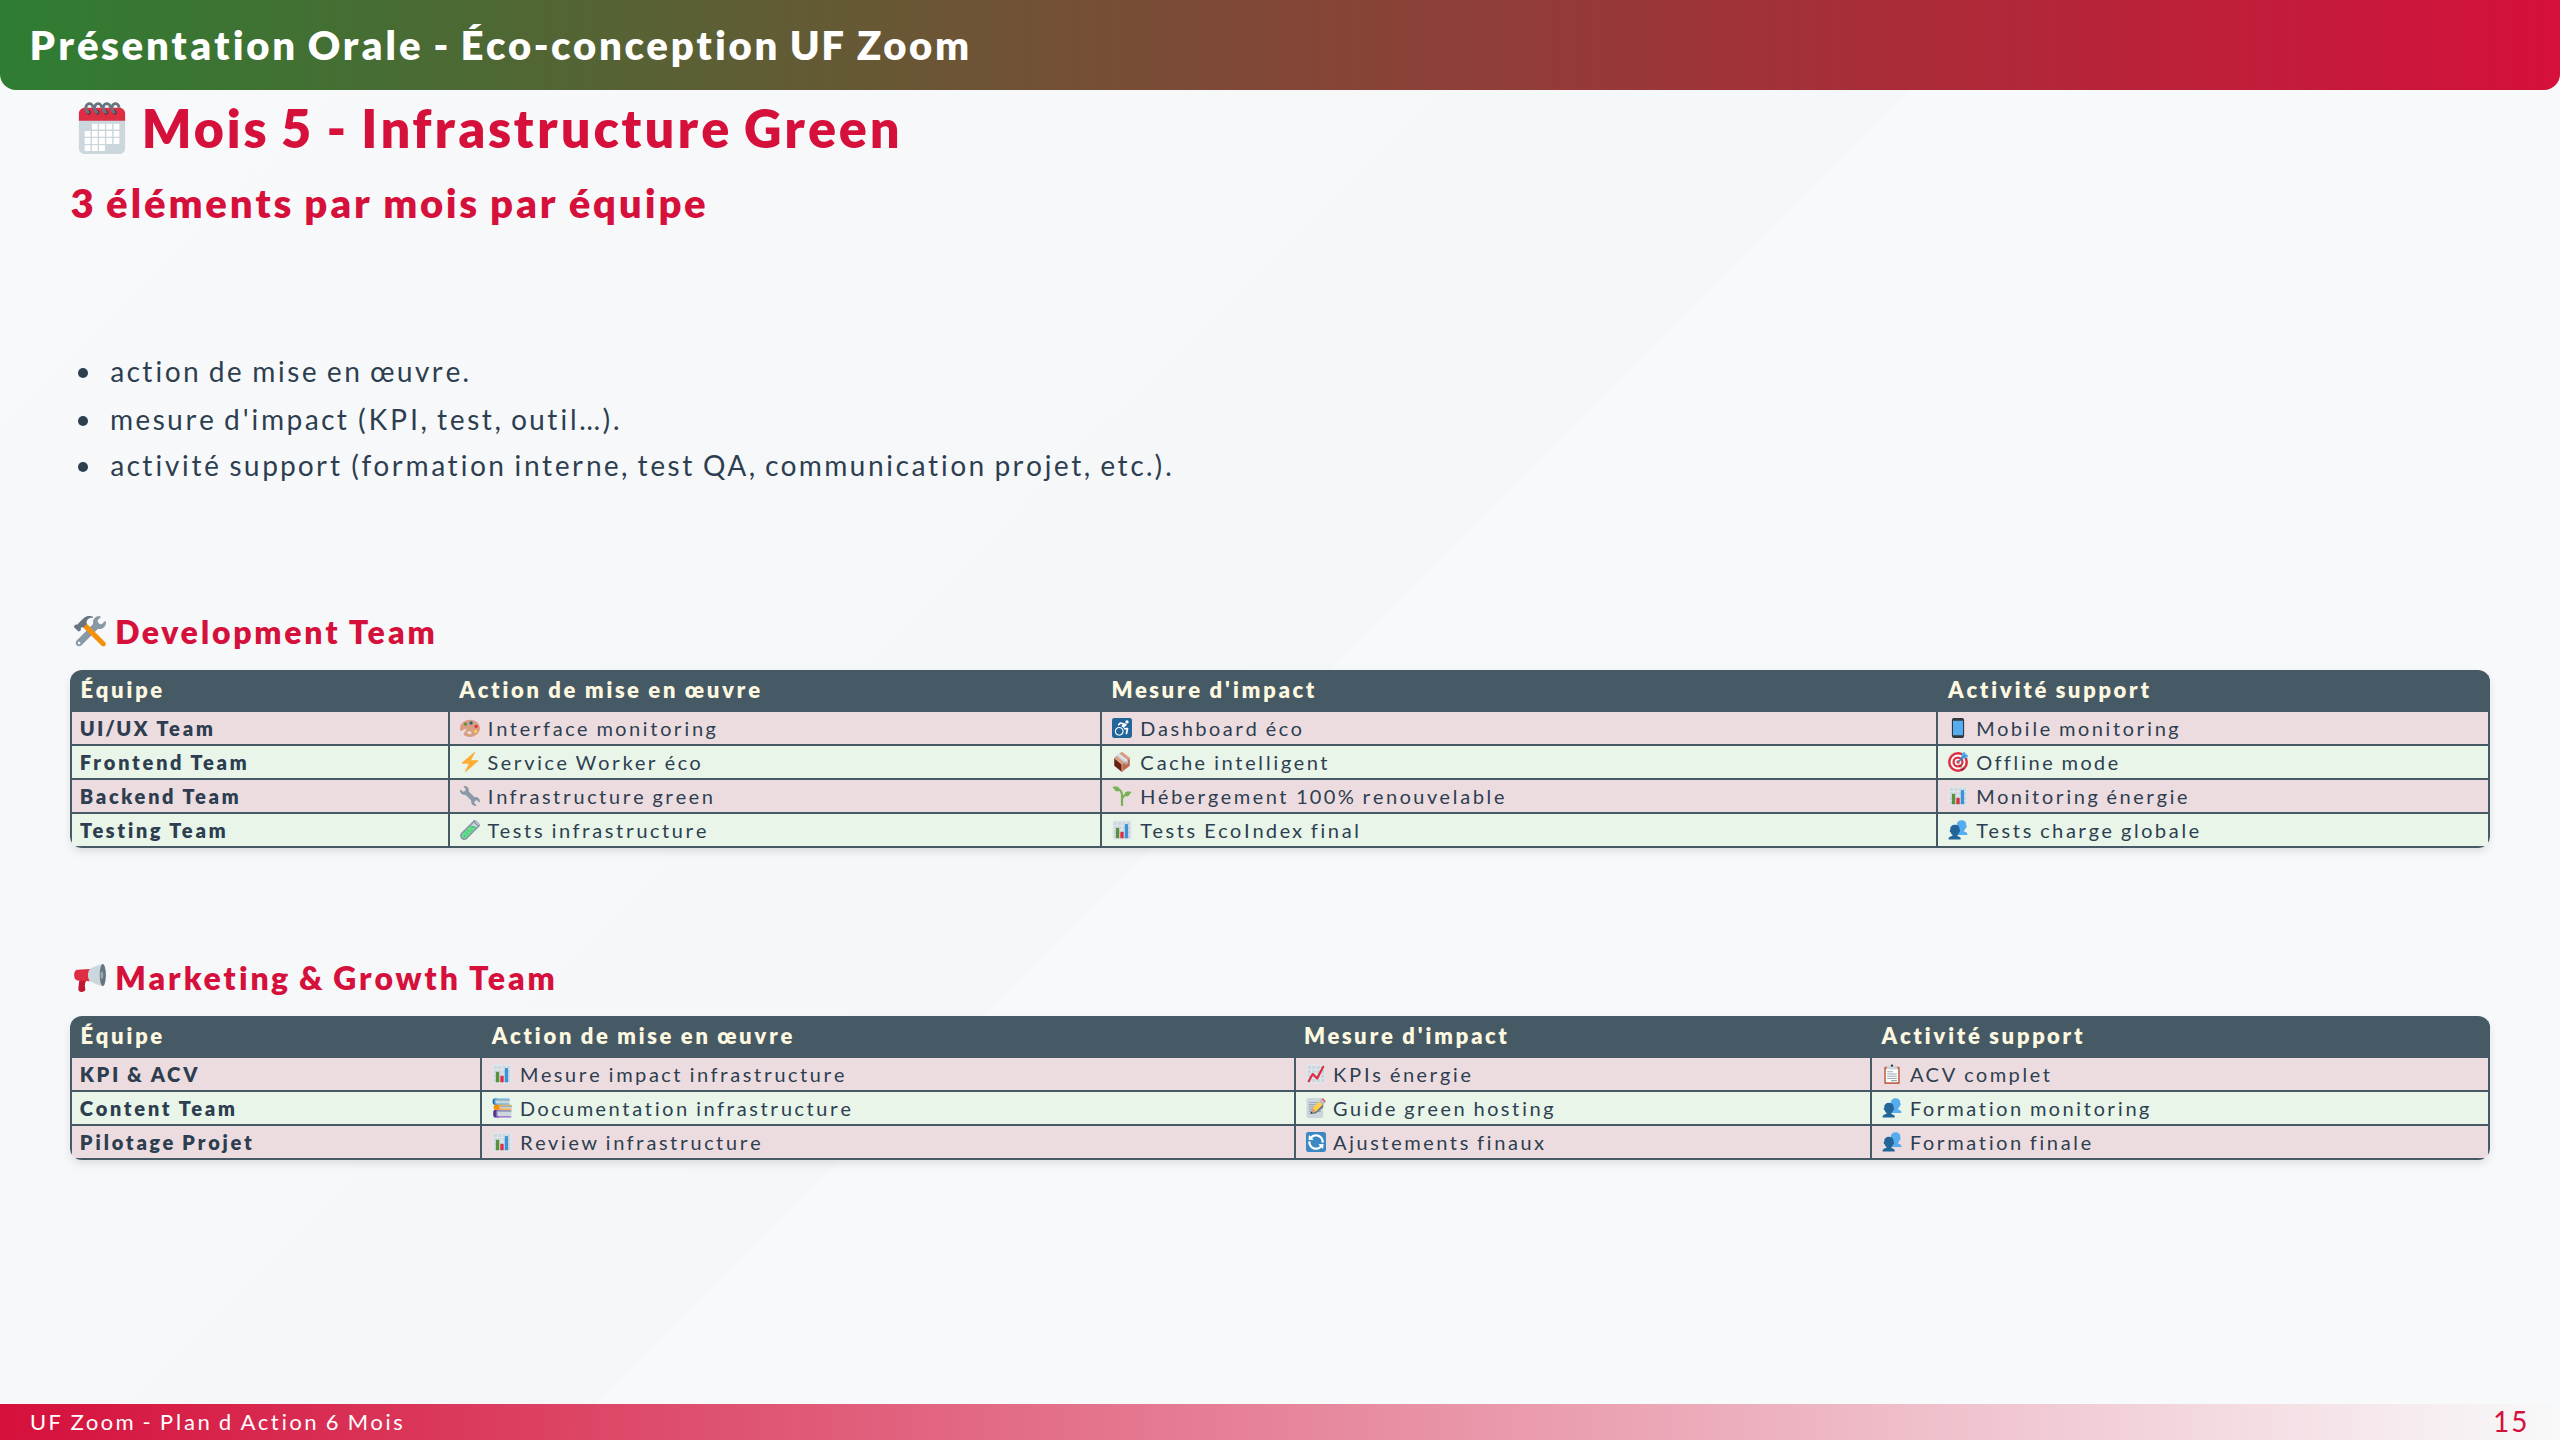 Présentation Orale - Éco-conception UF Zoom
Mois 5 - Infrastructure Green
3 éléments par mois par équipe
• action de mise en œuvre.
• mesure d'impact (KPI, test, outil...).
• activité support (formation interne, test QA, communication projet, etc.).
Development Team
Équipe Action de mise en œuvre Mesure d'impact Activité support
UI/UX Team Interface monitoring Dashboard éco Mobile monitoring
Frontend Team Service Worker éco Cache intelligent Offline mode
Backend Team Infrastructure green Hébergement 100% renouvelable Monitoring énergie
Testing Team Tests infrastructure Tests EcoIndex final Tests charge globale
Marketing & Growth Team
Équipe Action de mise en œuvre Mesure d'impact Activité support
KPI & ACV Mesure impact infrastructure KPIs énergie ACV complet
Content Team Documentation infrastructure Guide green hosting Formation monitoring
Pilotage Projet Review infrastructure Ajustements finaux Formation finale
UF Zoom - Plan d Action 6 Mois 15